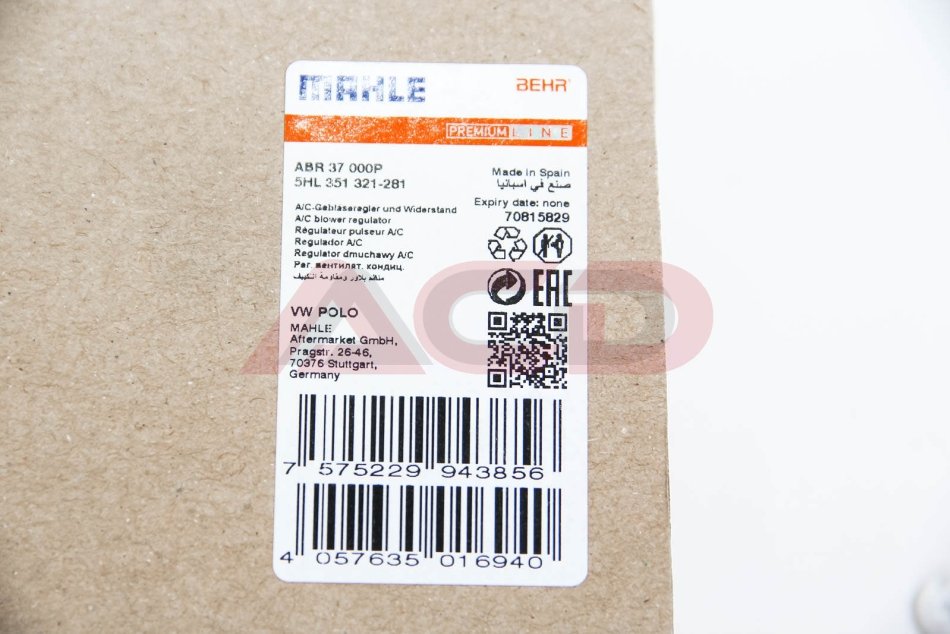 MAHLE
BEHR
PREMIUM LINE
ABR 37 000P
5HL 351 321-281
Made in Spain
صنع في اسبانيا
Expiry date: none
70815829
A/C-Gebläseregler und Widerstand
A/C blower regulator
Régulateur pulseur A/C
Regulador A/C
Regulator dmuchawy A/C
Рег. вентилят. кондиц.
EAC
VW POLO
MAHLE
Aftermarket GmbH,
Pragstr. 26-46,
70376 Stuttgart,
Germany
ACD
7 575229 943856
4 057635 016940